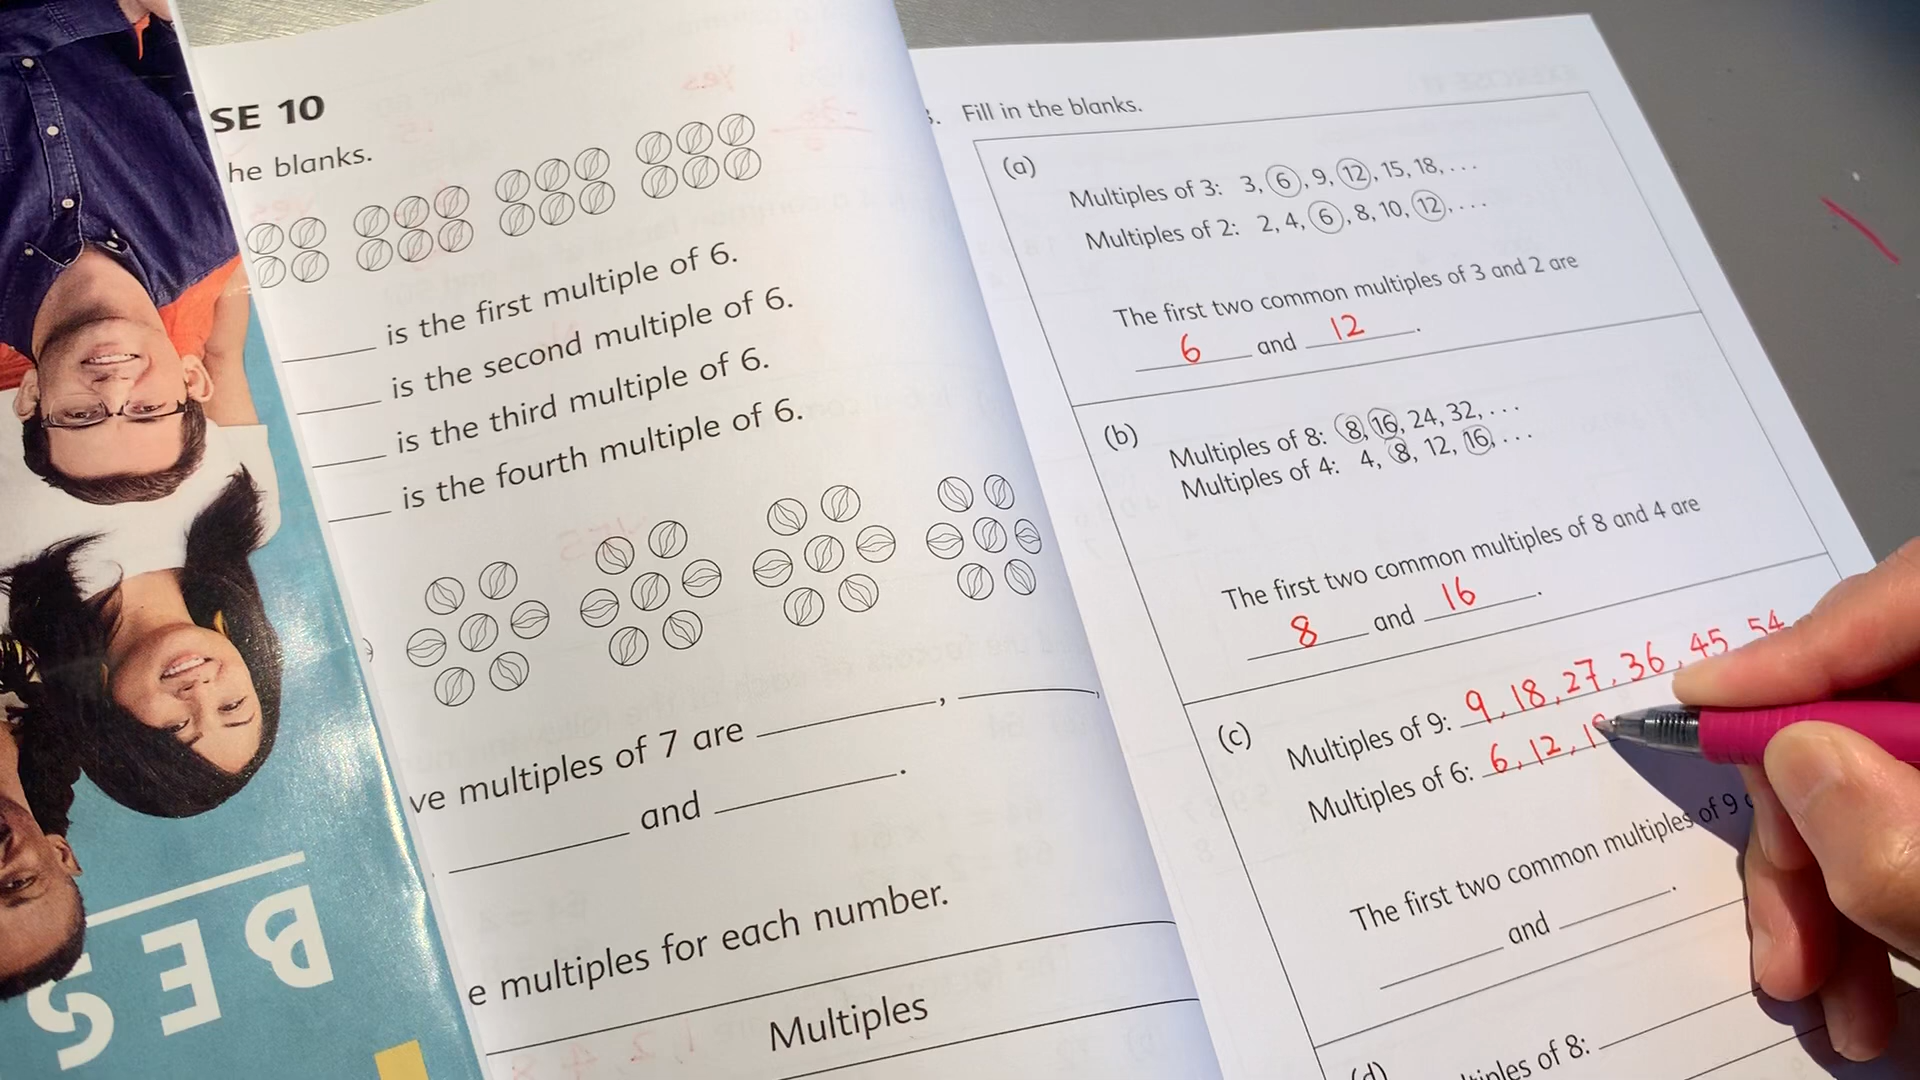 SE 10
he blanks.
is the first multiple of 6.
is the second multiple of 6.
is the third multiple of 6.
is the fourth multiple of 6.
ve multiples of 7 are ,
and .
e multiples for each number.
Multiples
Fill in the blanks.
(a)
Multiples of 3: 3, 6, 9, 12, 15, 18, . . .
Multiples of 2: 2, 4, 6, 8, 10, 12, . . .
The first two common multiples of 3 and 2 are
6 and 12.
(b)
Multiples of 8: 8, 16, 24, 32, . . .
Multiples of 4: 4, 8, 12, 16, . . .
The first two common multiples of 8 and 4 are
8 and 16.
(c)
Multiples of 9: 9, 18, 27, 36, 45, 54
Multiples of 6: 6, 12, 1
The first two common multiples of 9
and .
(d)
tiples of 8:
BES